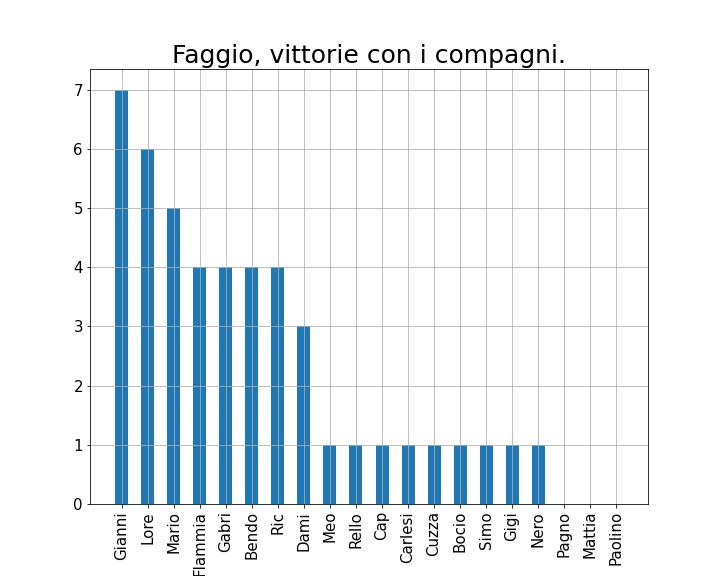 Faggio, vittorie con i compagni.
7
6
5
4
3
2
1
0
Gianni
Lore
Mario
Flammia
Gabri
Bendo
Ric
Dami
Meo
Rello
Cap
Carlesi
Cuzza
Bocio
Simo
Gigi
Nero
Pagno
Mattia
Paolino